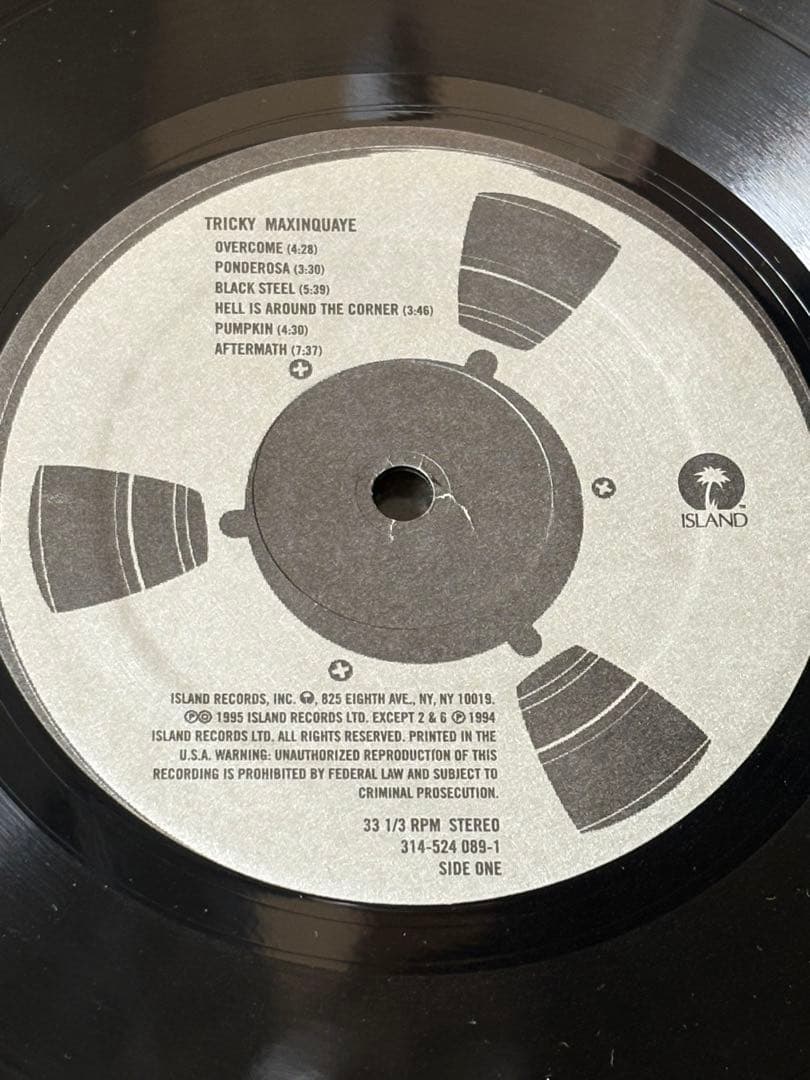 TRICKY MAXINQUAYE
OVERCOME (4:28)
PONDEROSA (3:30)
BLACK STEEL (5:39)
HELL IS AROUND THE CORNER (3:46)
PUMPKIN (4:30)
AFTERMATH (7:37)
ISLAND™
ISLAND RECORDS, INC. , 825 EIGHTH AVE., NY, NY 10019.
℗© 1995 ISLAND RECORDS LTD. EXCEPT 2 & 6 ℗ 1994
ISLAND RECORDS LTD. ALL RIGHTS RESERVED. PRINTED IN THE
U.S.A. WARNING: UNAUTHORIZED REPRODUCTION OF THIS
RECORDING IS PROHIBITED BY FEDERAL LAW AND SUBJECT TO
CRIMINAL PROSECUTION.
33 1/3 RPM STEREO
314-524 089-1
SIDE ONE